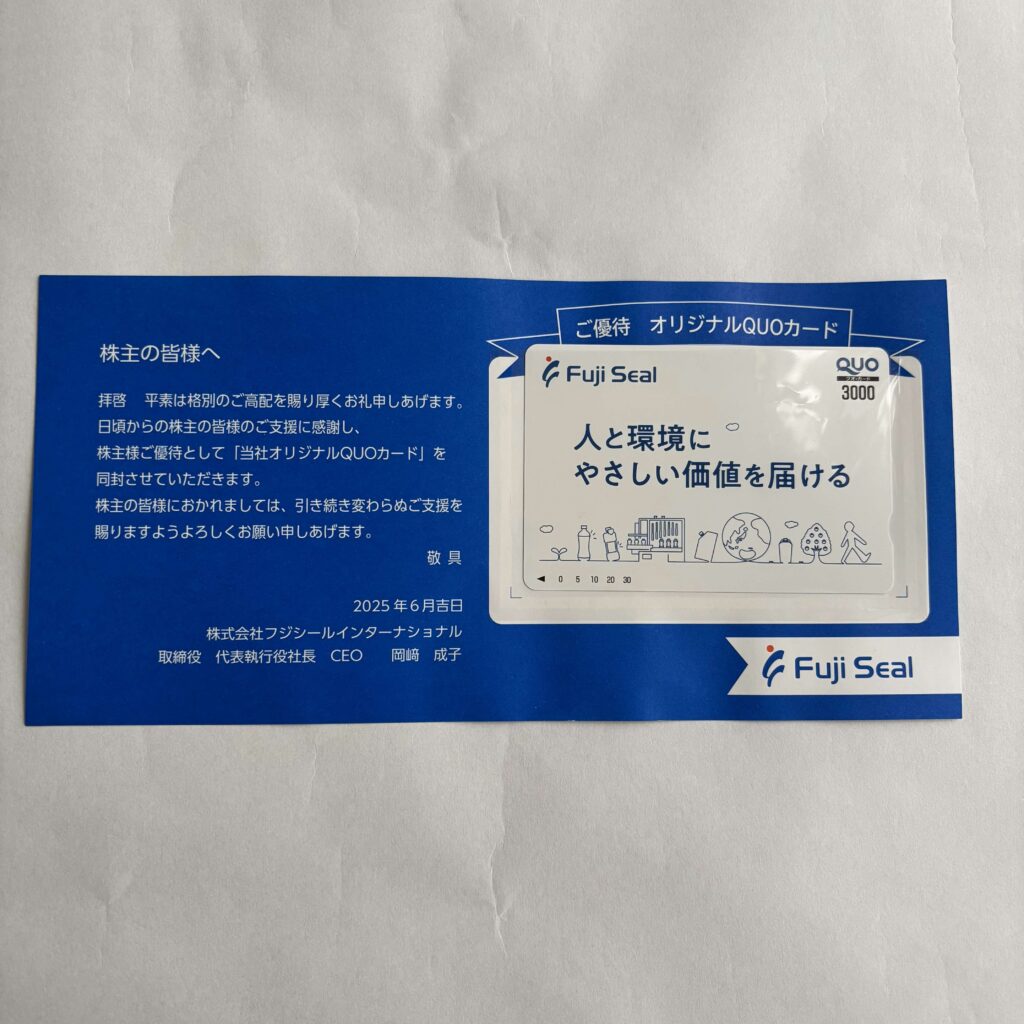 株主の皆様へ
拝啓　平素は格別のご高配を賜り厚くお礼申しあげます。
日頃からの株主の皆様のご支援に感謝し、
株主様ご優待として「当社オリジナルQUOカード」を
同封させていただきます。
株主の皆様におかれましては、引き続き変わらぬご支援を
賜りますようよろしくお願い申しあげます。
敬 具
2025 年 6 月吉日
株式会社フジシールインターナショナル
取締役　代表執行役社長　CEO　　岡﨑　成子
ご優待　オリジナルQUOカード
Fuji Seal
QUO
クオ・カード
3000
人と環境に
やさしい価値を届ける
◀ 0 5 10 20 30
Fuji Seal